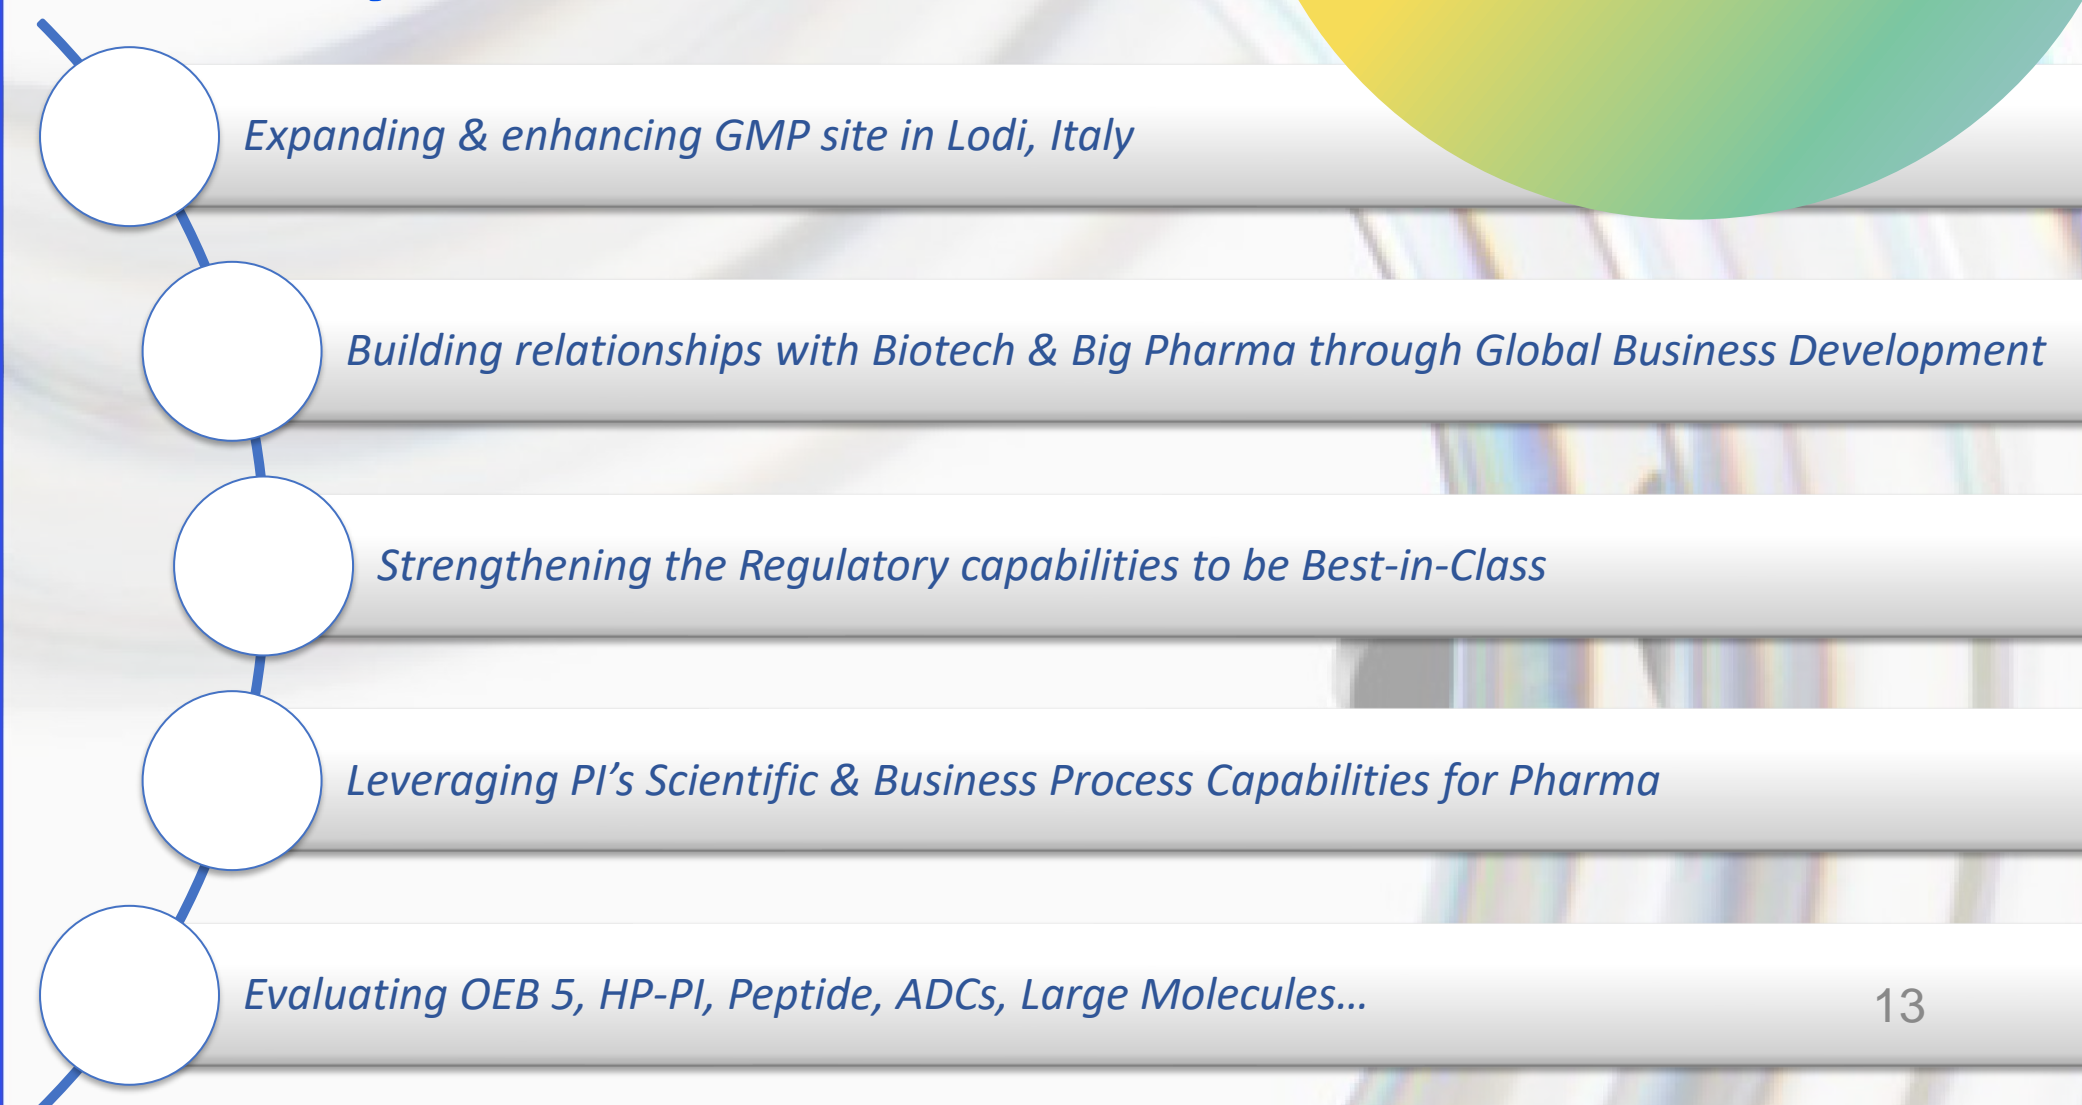 Expanding & enhancing GMP site in Lodi, Italy
Building relationships with Biotech & Big Pharma through Global Business Development
Strengthening the Regulatory capabilities to be Best-in-Class
Leveraging PI’s Scientific & Business Process Capabilities for Pharma
Evaluating OEB 5, HP-PI, Peptide, ADCs, Large Molecules…
13